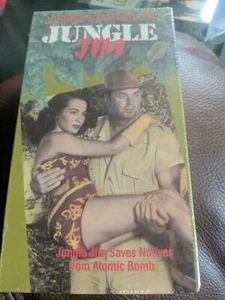 JOHNNY WEISSMULLER
JUNGLE
JIM
Jungle Jim Saves Natives
from Atomic Bomb